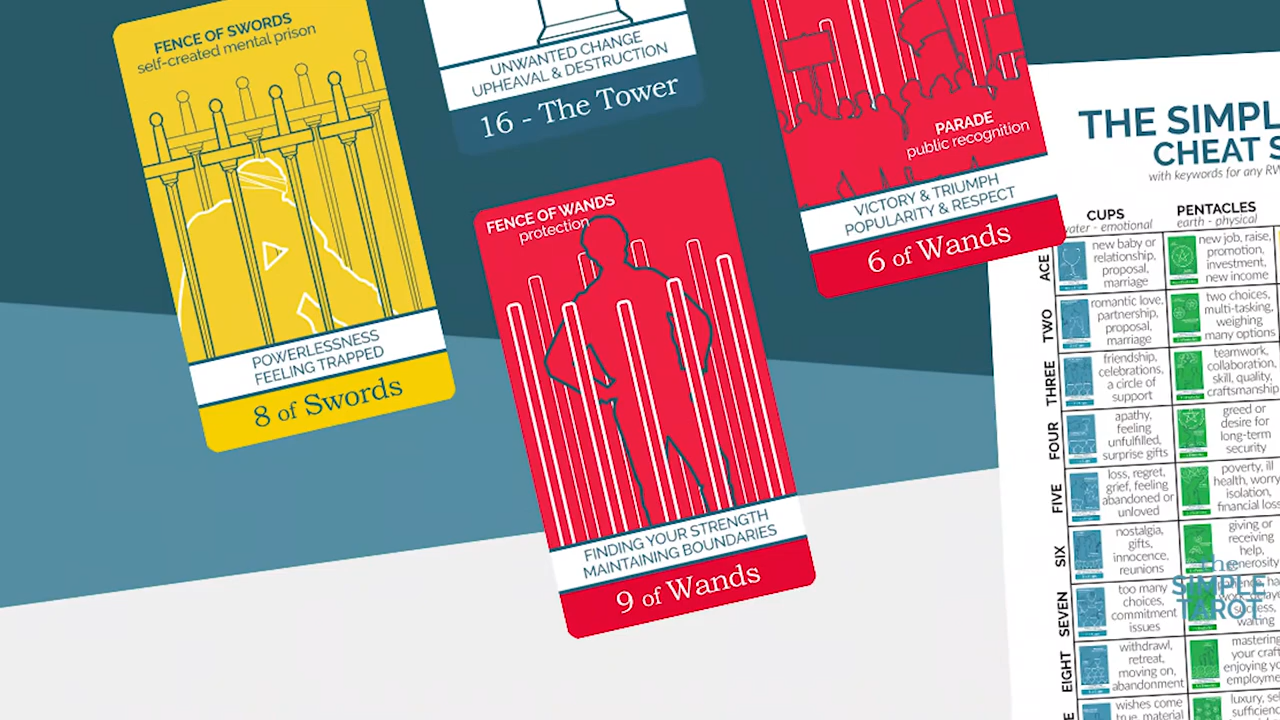 FENCE OF SWORDS
self-created mental prison
POWERLESSNESS
FEELING TRAPPED
8 of Swords
UNWANTED CHANGE
UPHEAVAL & DESTRUCTION
16 - The Tower
FENCE OF WANDS
protection
FINDING YOUR STRENGTH
MAINTAINING BOUNDARIES
9 of Wands
PARADE
public recognition
VICTORY & TRIUMPH
POPULARITY & RESPECT
6 of Wands
THE SIMPL
CHEAT S
with keywords for any RW
CUPS
water - emotional
PENTACLES
earth - physical
ACE
new baby or
relationship,
proposal,
marriage
new job, raise,
promotion,
investment,
new income
TWO
romantic love,
partnership,
proposal,
marriage
two choices,
multi-tasking,
weighing
many options
THREE
friendship,
celebrations,
a circle of
support
teamwork,
collaboration,
skill, quality,
craftsmanship
FOUR
apathy,
feeling
unfulfilled,
surprise gifts
greed or
desire for
long-term
security
FIVE
loss, regret,
grief, feeling
abandoned or
unloved
poverty, ill
health, worry
isolation,
financial loss
SIX
nostalgia,
gifts,
innocence,
reunions
giving or
receiving
help,
generosity
SEVEN
too many
choices,
commitment
issues
success,
waiting
EIGHT
withdrawl,
retreat,
moving on,
abandonment
mastering
your craft
enjoying yo
employme
wishes come
true, material
luxury, sel
sufficienc
the
SIMPLE
TAROT